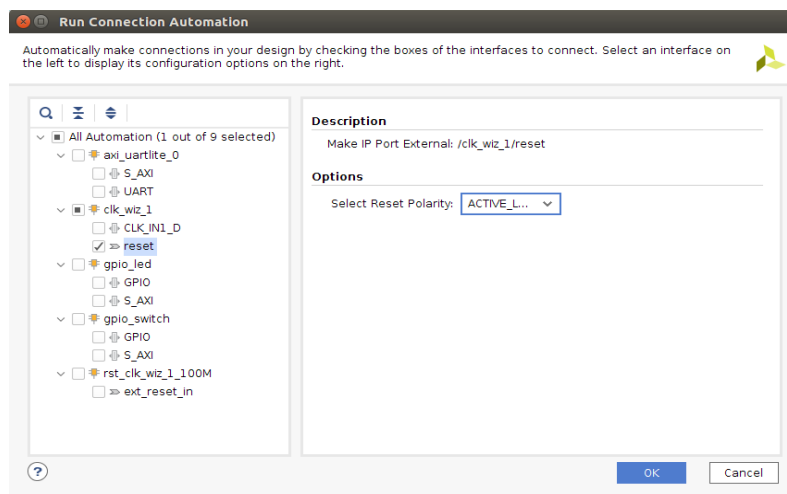 Run Connection Automation
Automatically make connections in your design by checking the boxes of the interfaces to connect. Select an interface on
the left to display its configuration options on the right.
All Automation (1 out of 9 selected)
axi_uartlite_0
S_AXI
UART
clk_wiz_1
CLK_IN1_D
reset
gpio_led
GPIO
S_AXI
gpio_switch
GPIO
S_AXI
rst_clk_wiz_1_100M
ext_reset_in
Description
Make IP Port External: /clk_wiz_1/reset
Options
Select Reset Polarity: ACTIVE_L...
?
OK Cancel